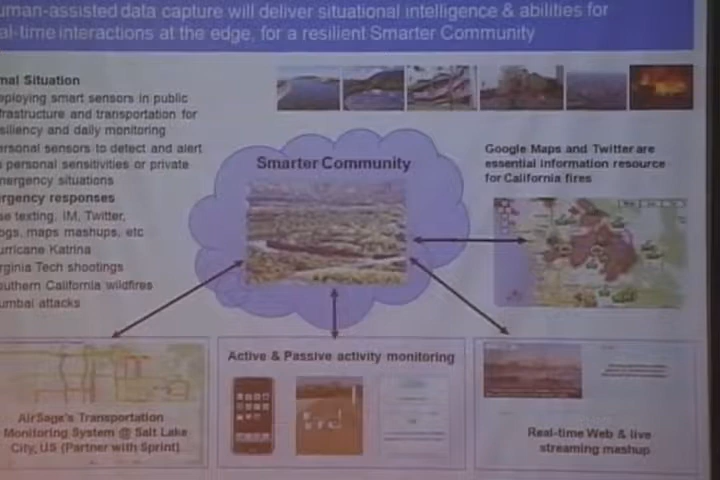 uman-assisted data capture will deliver situational intelligence & abilities for
al-time interactions at the edge, for a resilient Smarter Community
mal Situation
eploying smart sensors in public
frastructure and transportation for
siliency and daily monitoring
ersonal sensors to detect and alert
personal sensitivities or private
mergency situations
ergency responses
se texting, IM, Twitter,
ogs, maps mashups, etc
urricane Katrina
rginia Tech shootings
outhern California wildfires
umbai attacks
Smarter Community
Google Maps and Twitter are
essential information resource
for California fires
AirSage's Transportation
Monitoring System @ Salt Lake
City, US (Partner with Sprint)
Active & Passive activity monitoring
Real-time Web & live
streaming mashup